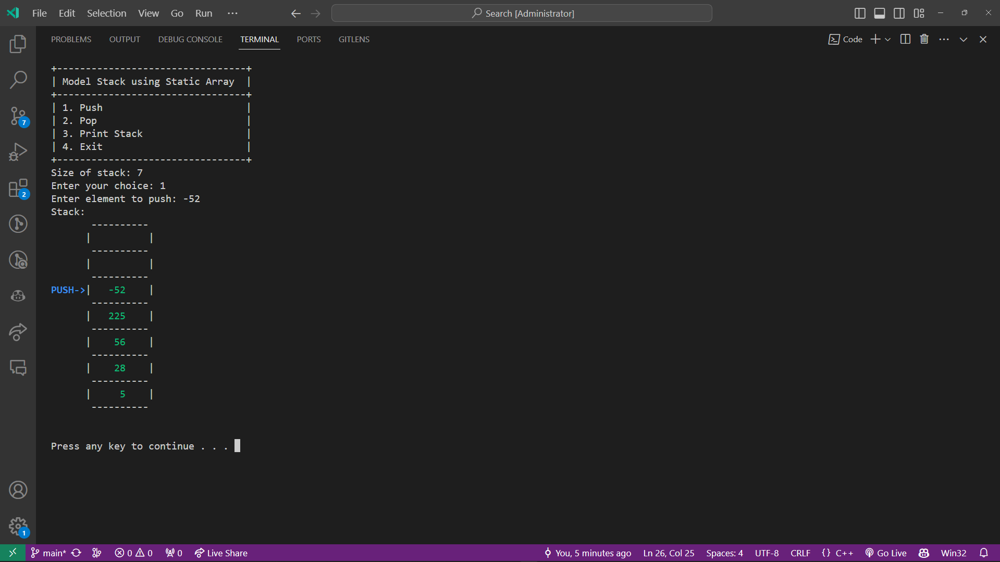 File Edit Selection View Go Run ···
Search [Administrator]
PROBLEMS OUTPUT DEBUG CONSOLE TERMINAL PORTS GITLENS
Code
+---------------------------------+
| Model Stack using Static Array  |
+---------------------------------+
| 1. Push                         |
| 2. Pop                          |
| 3. Print Stack                  |
| 4. Exit                         |
+---------------------------------+
Size of stack: 7
Enter your choice: 1
Enter element to push: -52
Stack:
       ----------
      |          |
       ----------
      |          |
       ----------
PUSH->|   -52    |
       ----------
      |   225    |
       ----------
      |    56    |
       ----------
      |    28    |
       ----------
      |     5    |
       ----------
Press any key to continue . . .
7
2
1
main* 0 0 0 Live Share You, 5 minutes ago Ln 26, Col 25 Spaces: 4 UTF-8 CRLF {} C++ Go Live Win32